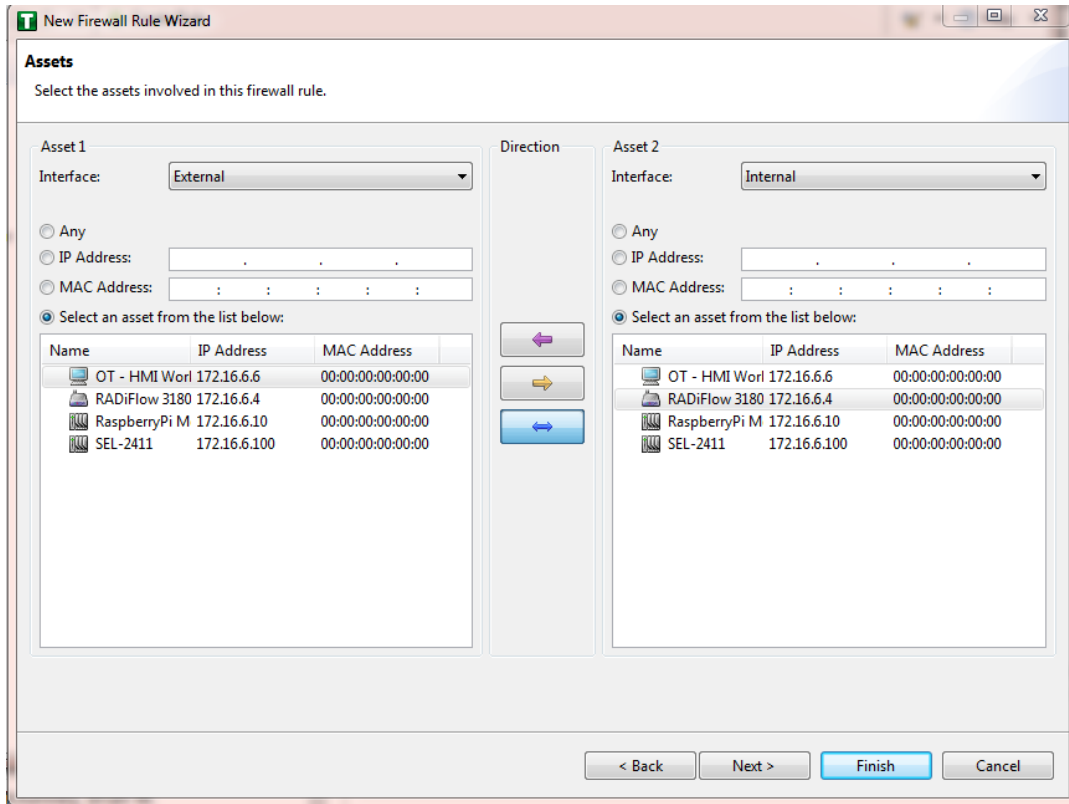 New Firewall Rule Wizard
Assets
Select the assets involved in this firewall rule.
Asset 1
Interface: External
Any
IP Address: . . .
MAC Address: : : : : :
Select an asset from the list below:
Name IP Address MAC Address
OT - HMI Worl 172.16.6.6 00:00:00:00:00:00
RADiFlow 3180 172.16.6.4 00:00:00:00:00:00
RaspberryPi M 172.16.6.10 00:00:00:00:00:00
SEL-2411 172.16.6.100 00:00:00:00:00:00
Direction
Asset 2
Interface: Internal
Any
IP Address: . . .
MAC Address: : : : : :
Select an asset from the list below:
Name IP Address MAC Address
OT - HMI Worl 172.16.6.6 00:00:00:00:00:00
RADiFlow 3180 172.16.6.4 00:00:00:00:00:00
RaspberryPi M 172.16.6.10 00:00:00:00:00:00
SEL-2411 172.16.6.100 00:00:00:00:00:00
< Back Next > Finish Cancel